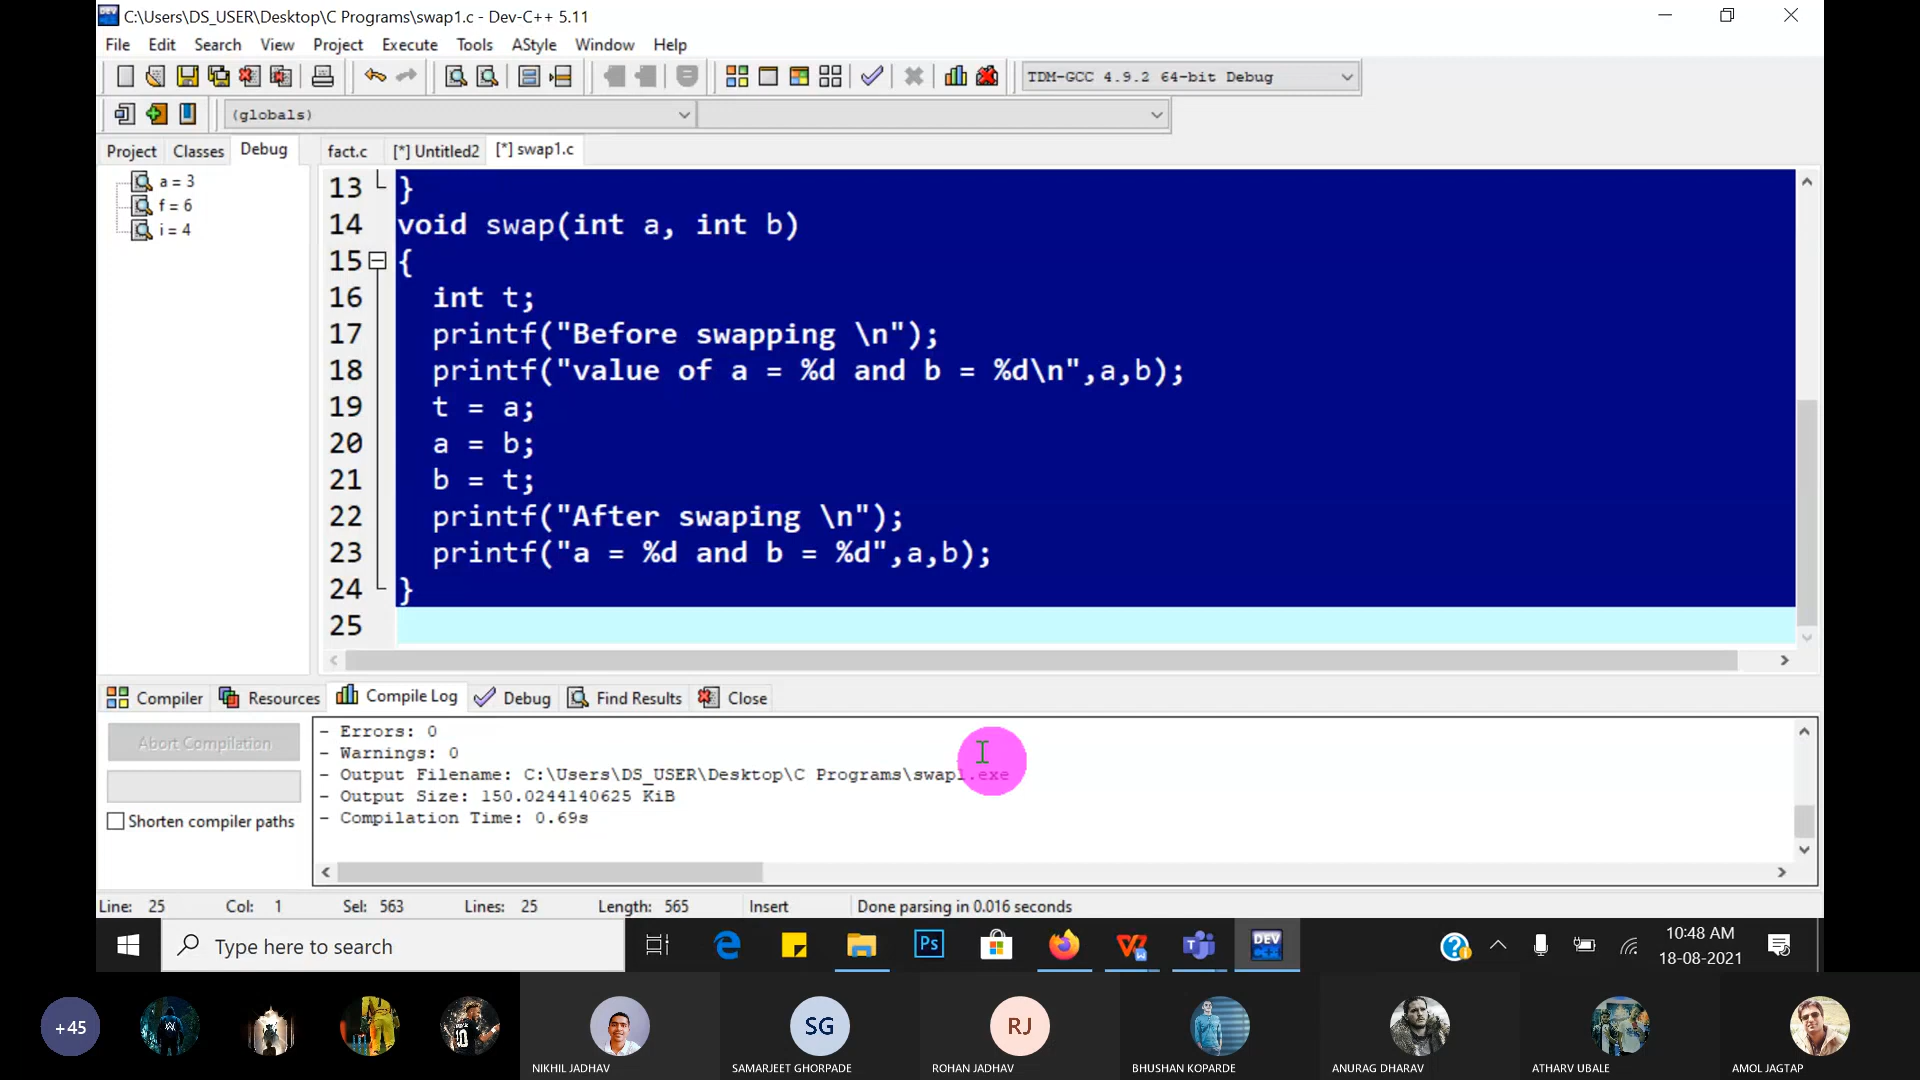 C:\Users\DS_USER\Desktop\C Programs\swap1.c - Dev-C++ 5.11
File Edit Search View Project Execute Tools AStyle Window Help
TDM-GCC 4.9.2 64-bit Debug
(globals)
Project Classes Debug
fact.c [*] Untitled2 [*] swap1.c
a = 3
f = 6
i = 4
13 }
14 void swap(int a, int b)
15 {
16 int t;
17 printf("Before swapping \n");
18 printf("value of a = %d and b = %d\n",a,b);
19 t = a;
20 a = b;
21 b = t;
22 printf("After swaping \n");
23 printf("a = %d and b = %d",a,b);
24 }
25
Compiler Resources Compile Log Debug Find Results Close
Abort Compilation
Shorten compiler paths
- Errors: 0
- Warnings: 0
- Output Filename: C:\Users\DS_USER\Desktop\C Programs\swap1.exe
- Output Size: 150.0244140625 KiB
- Compilation Time: 0.69s
Line: 25 Col: 1 Sel: 563 Lines: 25 Length: 565 Insert Done parsing in 0.016 seconds
Type here to search
Ps
DEV
10:48 AM
18-08-2021
+45
SG
RJ
NIKHIL JADHAV
SAMARJEET GHORPADE
ROHAN JADHAV
BHUSHAN KOPARDE
ANURAG DHARAV
ATHARV UBALE
AMOL JAGTAP